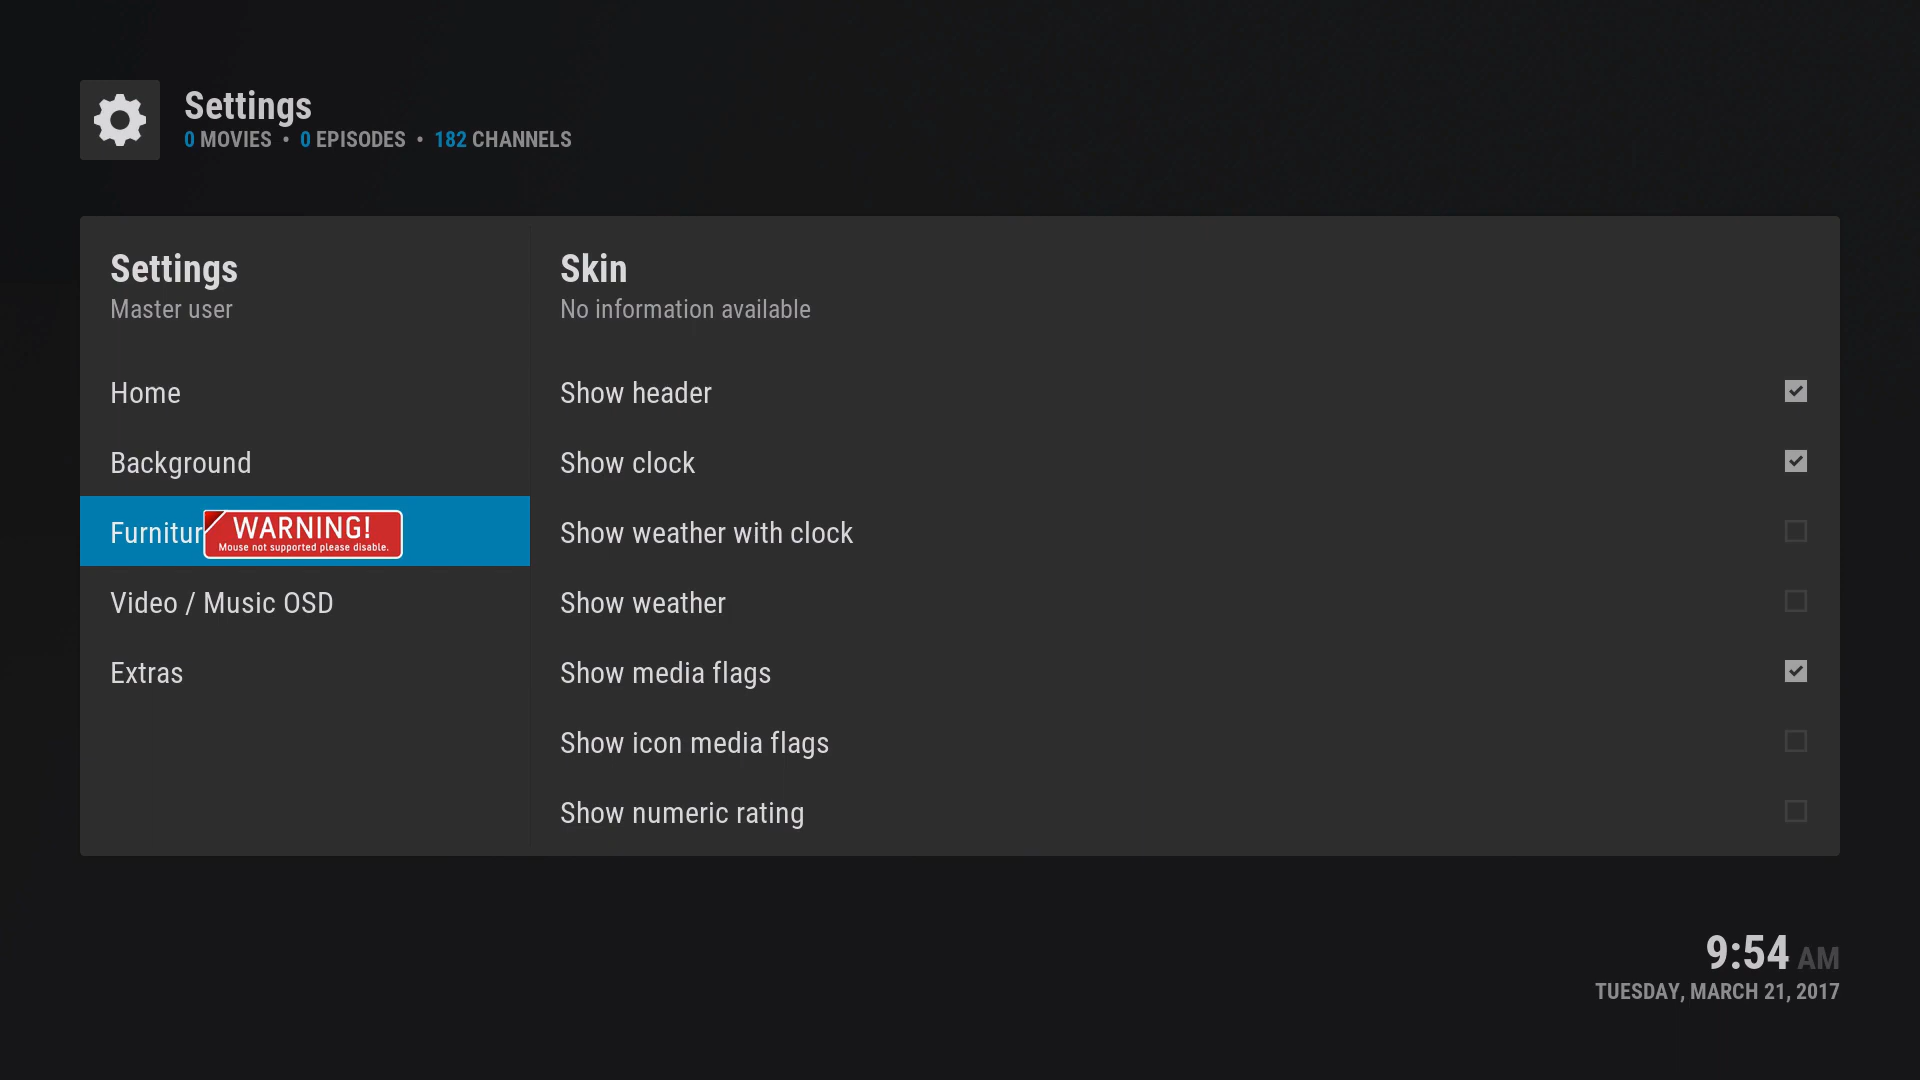 Settings
0 MOVIES • 0 EPISODES • 182 CHANNELS
Settings
Master user
Home
Background
Furnitur
WARNING!
Mouse not supported please disable.
Video / Music OSD
Extras
Skin
No information available
Show header
Show clock
Show weather with clock
Show weather
Show media flags
Show icon media flags
Show numeric rating
9:54 AM
TUESDAY, MARCH 21, 2017